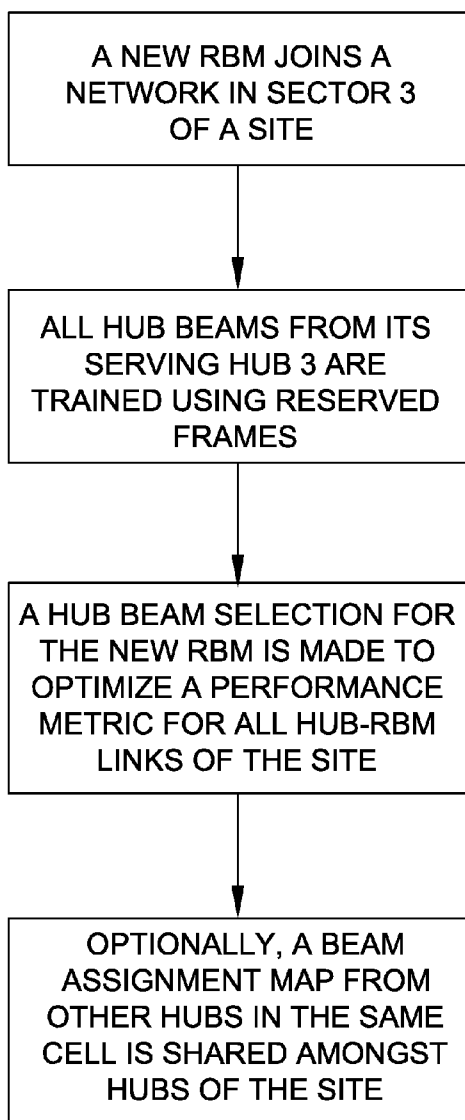 A NEW RBM JOINS A
NETWORK IN SECTOR 3
OF A SITE
ALL HUB BEAMS FROM ITS
SERVING HUB 3 ARE
TRAINED USING RESERVED
FRAMES
A HUB BEAM SELECTION FOR
THE NEW RBM IS MADE TO
OPTIMIZE A PERFORMANCE
METRIC FOR ALL HUB-RBM
LINKS OF THE SITE
OPTIONALLY, A BEAM
ASSIGNMENT MAP FROM
OTHER HUBS IN THE SAME
CELL IS SHARED AMONGST
HUBS OF THE SITE